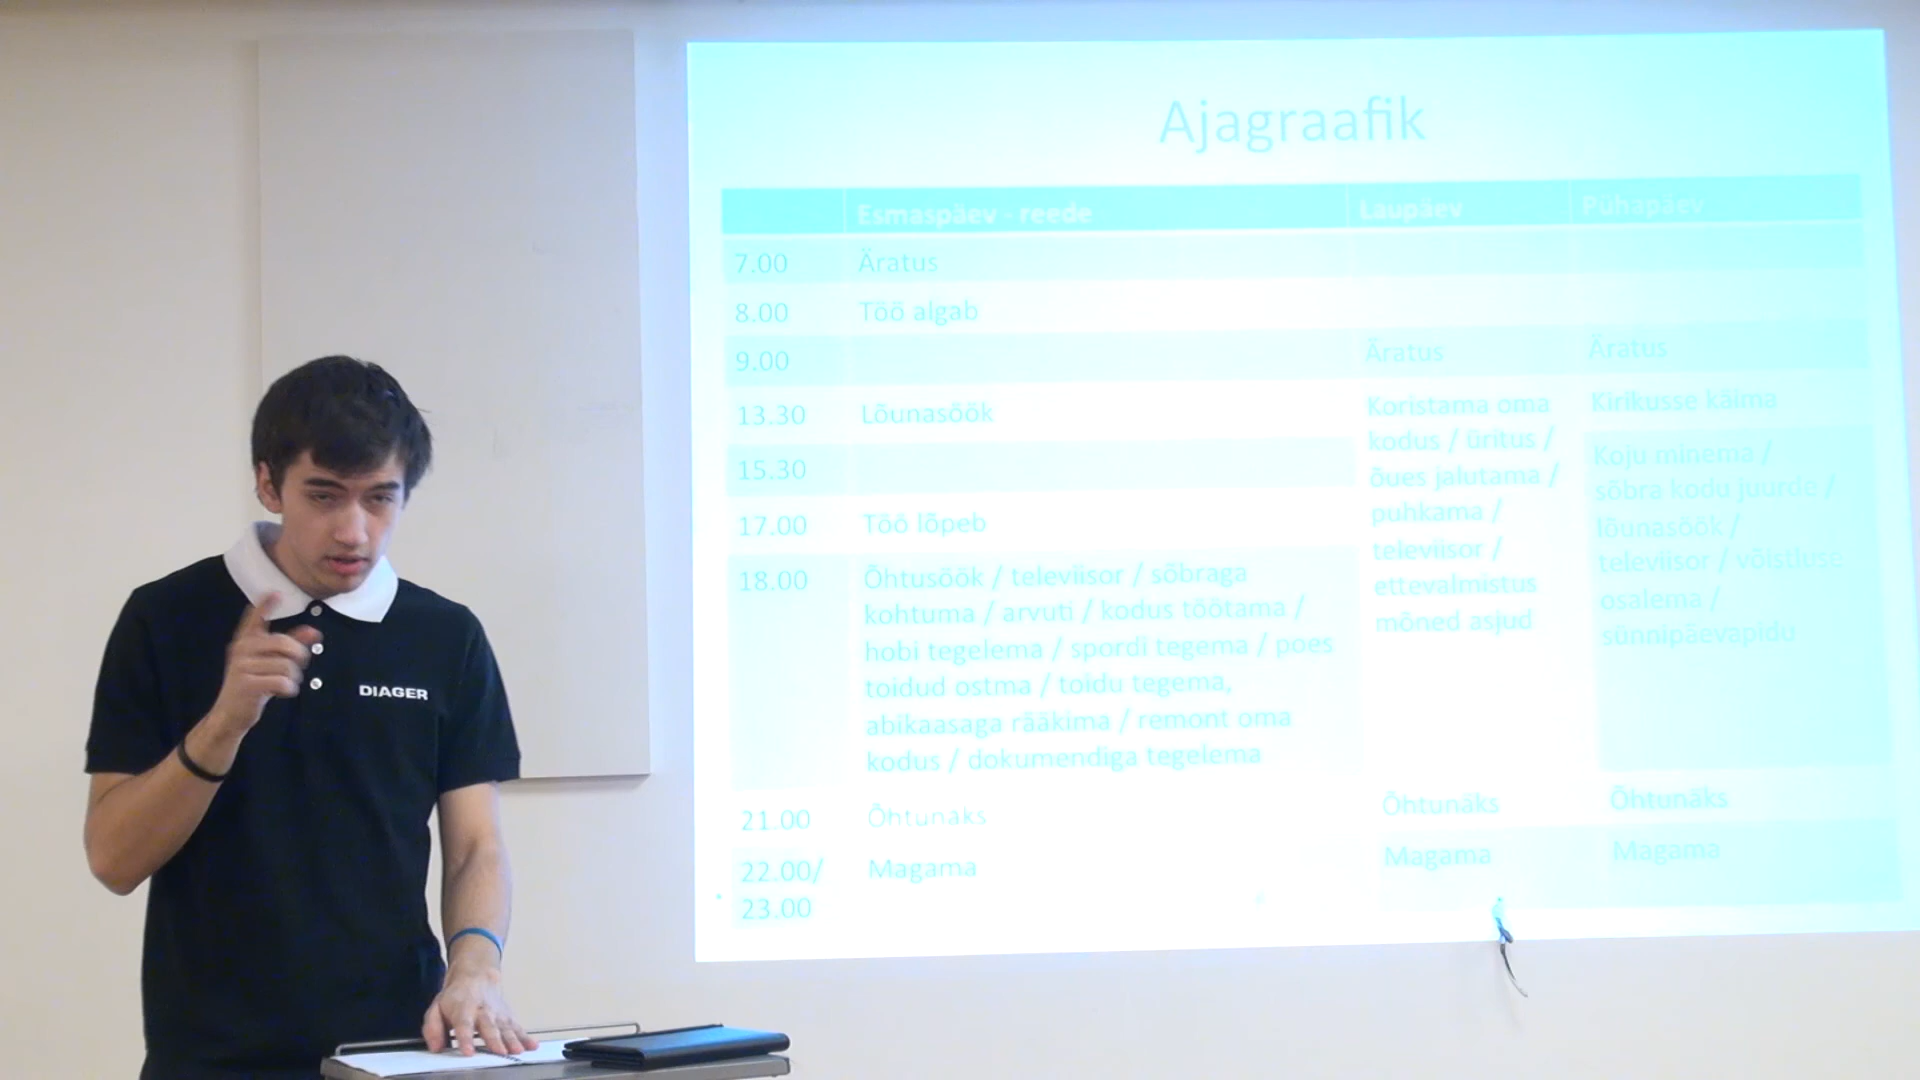 Ajagraafik
Esmaspäev - reede
Laupäev
Pühapäev
7.00
Äratus
8.00
Töö algab
9.00
Äratus
Äratus
13.30
Lõunasöök
Koristama oma
kodus / üritus /
õues jalutama /
puhkama /
televiisor /
ettevalmistus
mõned asjud
Kirikusse käima
15.30
Koju minema /
sõbra kodu juurde /
lõunasöök /
televiisor / võistluse
osalema /
sünnipäevapidu
17.00
Töö lõpeb
18.00
Õhtusöök / televiisor / sõbraga
kohtuma / arvuti / kodus töötama /
hobi tegelema / spordi tegema / poes
toidud ostma / toidu tegema,
abikaasaga rääkima / remont oma
kodus / dokumendiga tegelema
21.00
Õhtunäks
Õhtunäks
Õhtunäks
22.00/
23.00
Magama
Magama
Magama
DIAGER